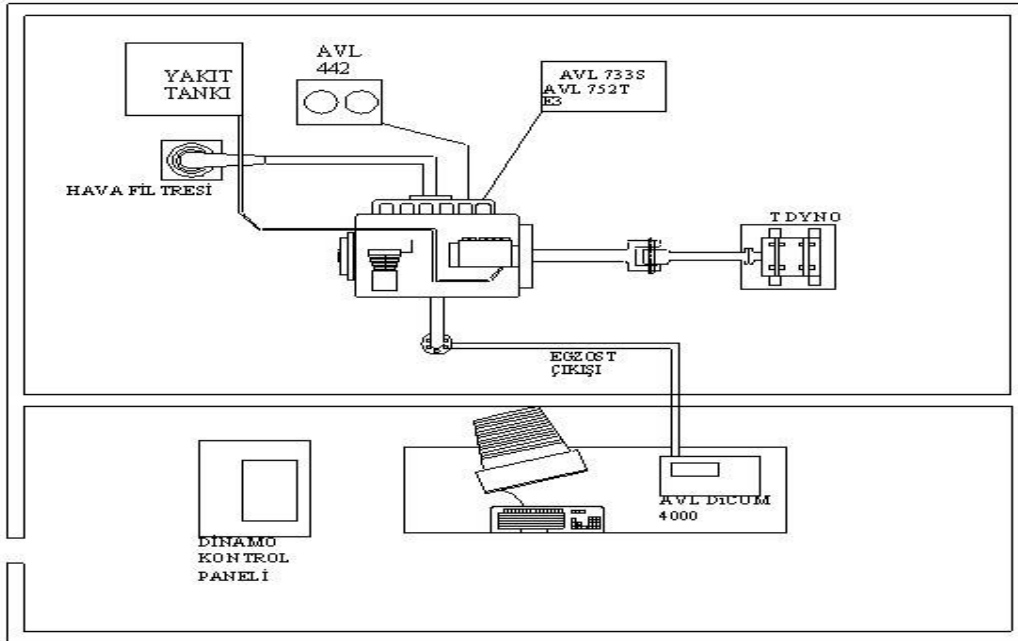 YAKIT
TANKI
AVL
442
AVL 733S
AVL 752T
E3
HAVA FİLTRESİ
T DYNO
EGZOST
ÇIKIŞI
AVL DiCOM
4000
DİNAMO
KONTROL
PANELİ